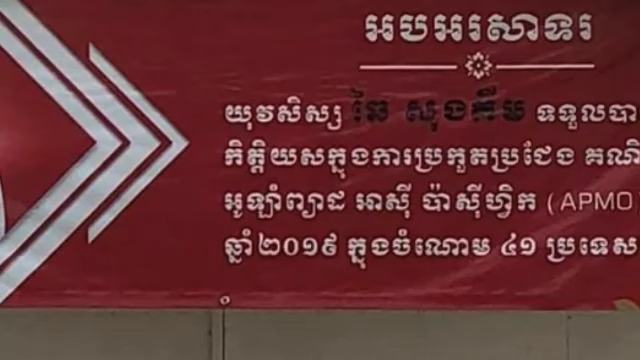 អបអរសាទរ
យុវសិស្ស ឆៃ សុងគីម ទទួលបា
កិត្តិយសក្នុងការប្រកួតប្រជែង គណិ
អូឡាំព្យាដ អាស៊ី ប៉ាស៊ីហ្វិក (APMO
ឆ្នាំ២០១៩ ក្នុងចំណោម ៤១ ប្រទេស